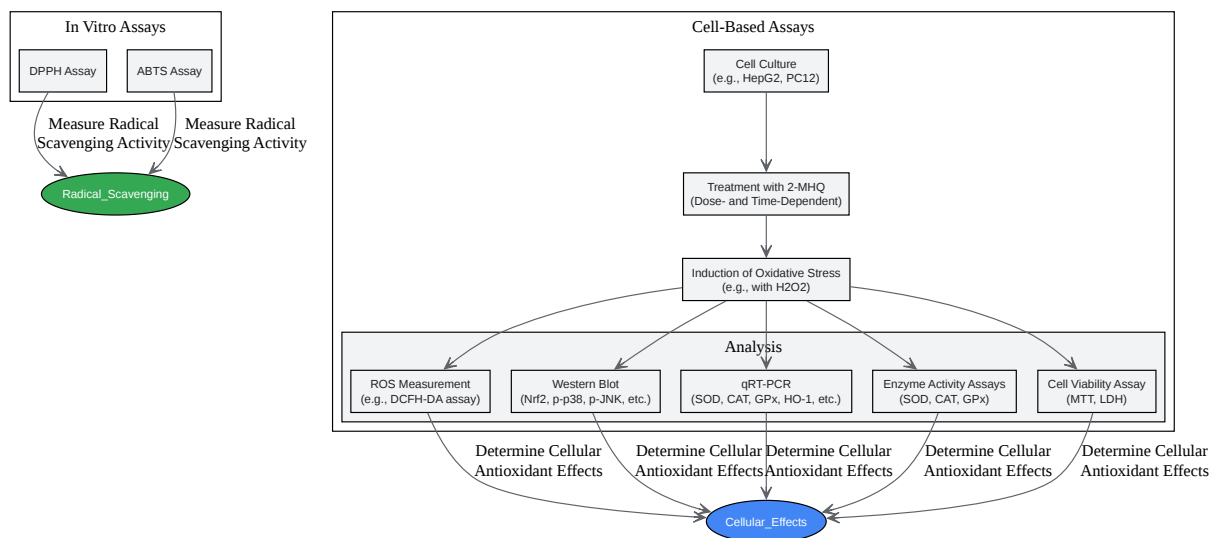 In Vitro Assays
DPPH Assay
ABTS Assay
Measure Radical
Scavenging Activity
Measure Radical
Scavenging Activity
Radical_Scavenging
Cell-Based Assays
Cell Culture
(e.g., HepG2, PC12)
Treatment with 2-MHQ
(Dose- and Time-Dependent)
Induction of Oxidative Stress
(e.g., with H2O2)
Analysis
ROS Measurement
(e.g., DCFH-DA assay)
Western Blot
(Nrf2, p-p38, p-JNK, etc.)
qRT-PCR
(SOD, CAT, GPx, HO-1, etc.)
Enzyme Activity Assays
(SOD, CAT, GPx)
Cell Viability Assay
(MTT, LDH)
Determine Cellular
Antioxidant Effects
Determine Cellular
Antioxidant Effects
Determine Cellular
Antioxidant Effects
Determine Cellular
Antioxidant Effects
Determine Cellular
Antioxidant Effects
Cellular_Effects